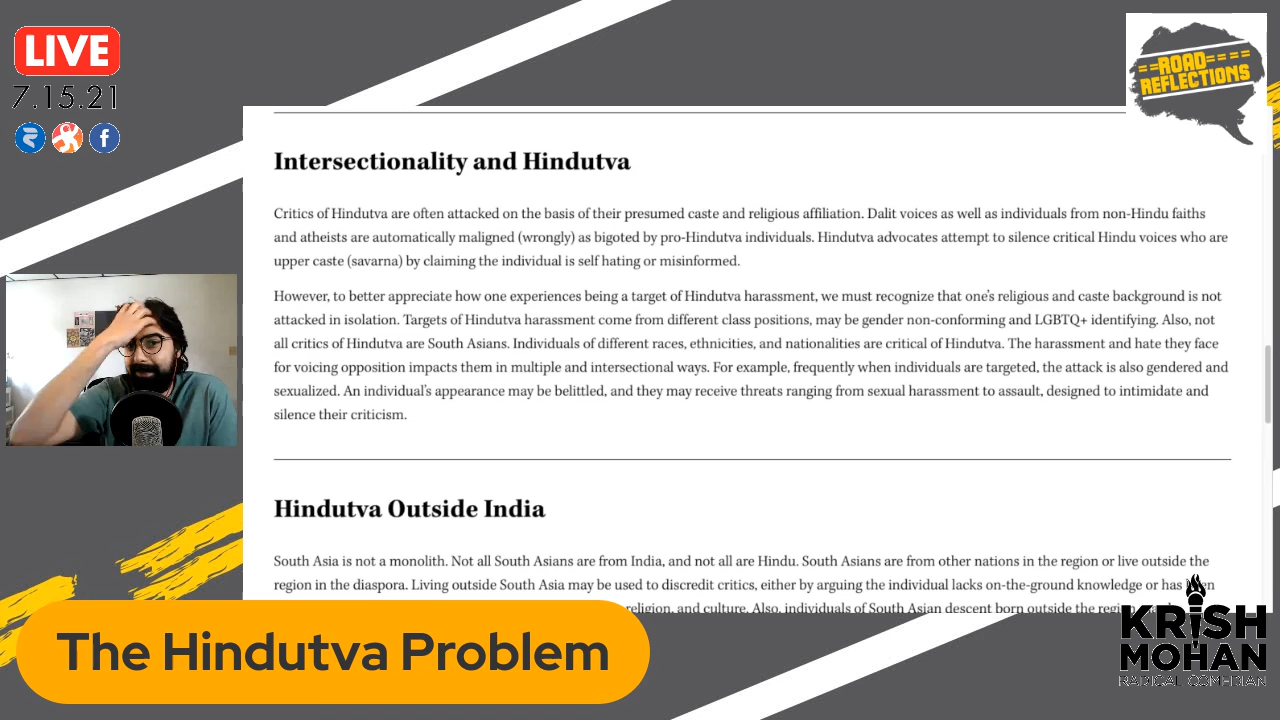 LIVE
7.15.21
==ROAD====
REFLECTIONS
Intersectionality and Hindutva
Critics of Hindutva are often attacked on the basis of their presumed caste and religious affiliation. Dalit voices as well as individuals from non-Hindu faiths
and atheists are automatically maligned (wrongly) as bigoted by pro-Hindutva individuals. Hindutva advocates attempt to silence critical Hindu voices who are
upper caste (savarna) by claiming the individual is self hating or misinformed.
However, to better appreciate how one experiences being a target of Hindutva harassment, we must recognize that one's religious and caste background is not
attacked in isolation. Targets of Hindutva harassment come from different class positions, may be gender non-conforming and LGBTQ+ identifying. Also, not
all critics of Hindutva are South Asians. Individuals of different races, ethnicities, and nationalities are critical of Hindutva. The harassment and hate they face
for voicing opposition impacts them in multiple and intersectional ways. For example, frequently when individuals are targeted, the attack is also gendered and
sexualized. An individual's appearance may be belittled, and they may receive threats ranging from sexual harassment to assault, designed to intimidate and
silence their criticism.
Hindutva Outside India
South Asia is not a monolith. Not all South Asians are from India, and not all are Hindu. South Asians are from other nations in the region or live outside the
region in the diaspora. Living outside South Asia may be used to discredit critics, either by arguing the individual lacks on-the-ground knowledge or has
religion, and culture. Also, individuals of South Asian descent born outside the
The Hindutva Problem
KRISH
MOHAN
RADICAL COMEDIAN